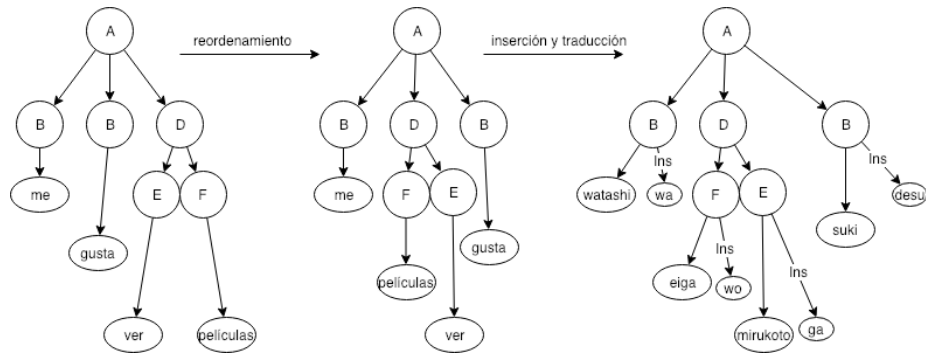 A
reordenamiento
A
inserción y traducción
A
B
B
D
B
D
B
B
D
B
Ins
Ins
me
E
F
me
F
E
watashi
wa
F
E
desu
gusta
gusta
suki
Ins
Ins
películas
eiga
wo
ver
películas
ver
mirukoto
ga